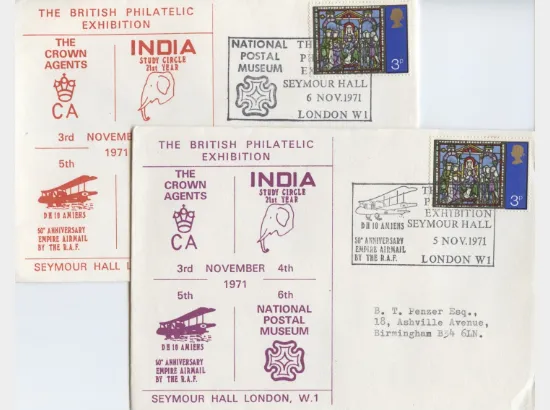 THE BRITISH PHILATELIC
EXHIBITION
THE
CROWN
AGENTS
CA
INDIA
STUDY CIRCLE
21st YEAR
3rd NOVEMB
1971
5th
DH 10 AMIENS
50th ANNIVERSARY
EMPIRE AIRMAIL
BY THE R.A.F.
SEYMOUR HALL L
NATIONAL
POSTAL
MUSEUM
TH
SEYMOUR HALL
6 NOV.1971
LONDON W1
3P
THE BRITISH PHILATELIC
EXHIBITION
THE
CROWN
AGENTS
CA
INDIA
STUDY CIRCLE
21st YEAR
3rd NOVEMBER 4th
1971
5th
DH 10 AMIENS
50th ANNIVERSARY
EMPIRE AIRMAIL
BY THE R.A.F.
6th
NATIONAL
POSTAL
MUSEUM
SEYMOUR HALL LONDON, W.1
DH 10 AMIENS
50th ANNIVERSARY
EMPIRE AIRMAIL
BY THE R.A.F.
TH
EXHIBITION
SEYMOUR HALL
5 NOV.1971
LONDON W1
3P
B. T. Penzer Esq.,
18, Ashville Avenue,
Birmingham B34 6LN.